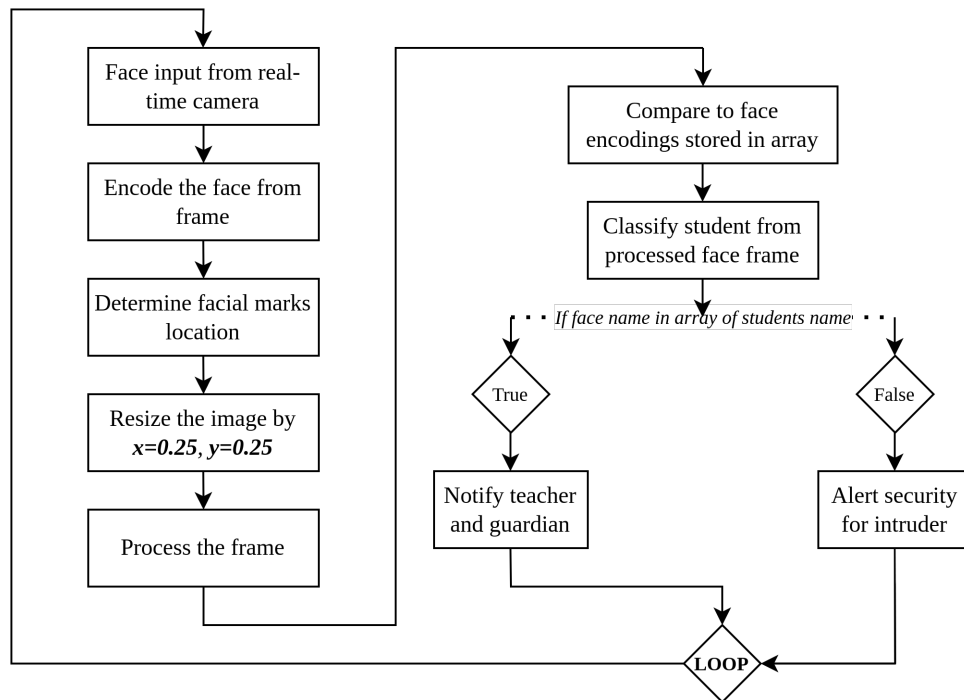 Face input from real-
time camera
Encode the face from
frame
Determine facial marks
location
Resize the image by
x=0.25, y=0.25
Process the frame
Compare to face
encodings stored in array
Classify student from
processed face frame
If face name in array of students name
True
False
Notify teacher
and guardian
Alert security
for intruder
LOOP